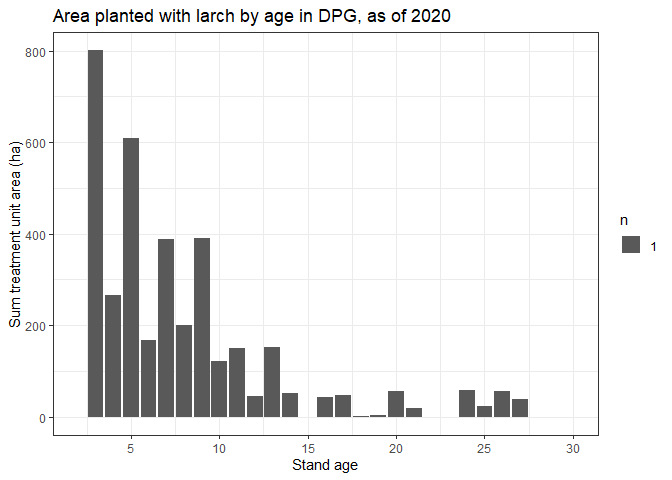 Area planted with larch by age in DPG, as of 2020
Sum treatment unit area (ha)
800
600
400
200
0
5 10 15 20 25 30
Stand age
n
1